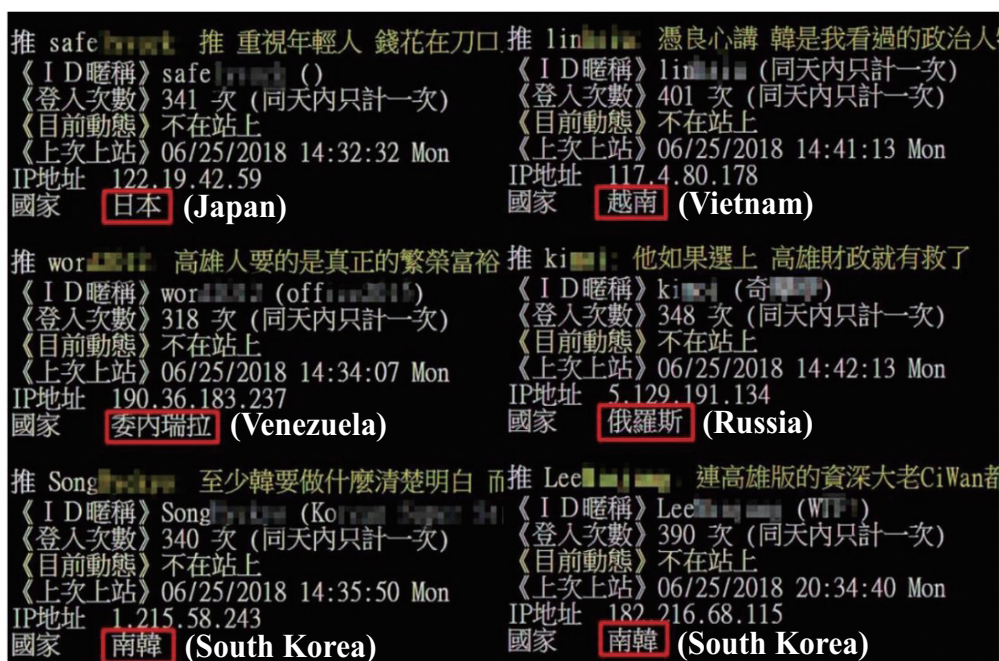 推 safe 推 重視年輕人 錢花在刀口
《ＩＤ暱稱》safe ()
《登入次數》341 次 (同天內只計一次)
《目前動態》不在站上
《上次上站》06/25/2018 14:32:32 Mon
IP地址 122.19.42.59
國家 日本 (Japan)
推 wor 高雄人要的是真正的繁榮富裕
《ＩＤ暱稱》wor (off)
《登入次數》318 次 (同天內只計一次)
《目前動態》不在站上
《上次上站》06/25/2018 14:34:07 Mon
IP地址 190.36.183.237
國家 委內瑞拉 (Venezuela)
推 Song 至少韓要做什麼清楚明白 而
《ＩＤ暱稱》Song (Ko
《登入次數》340 次 (同天內只計一次)
《目前動態》不在站上
《上次上站》06/25/2018 14:35:50 Mon
IP地址 1.215.58.243
國家 南韓 (South Korea)
推 lin 憑良心講 韓是我看過的政治人
《ＩＤ暱稱》lin (同天內只計一次)
《登入次數》401 次 (同天內只計一次)
《目前動態》不在站上
《上次上站》06/25/2018 14:41:13 Mon
IP地址 117.4.80.178
國家 越南 (Vietnam)
推 ki 他如果選上 高雄財政就有救了
《ＩＤ暱稱》ki (奇)
《登入次數》348 次 (同天內只計一次)
《目前動態》不在站上
《上次上站》06/25/2018 14:42:13 Mon
IP地址 5.129.191.134
國家 俄羅斯 (Russia)
推 Lee 連高雄版的資深大老CiWan都
《ＩＤ暱稱》Lee (W)
《登入次數》390 次 (同天內只計一次)
《目前動態》不在站上
《上次上站》06/25/2018 20:34:40 Mon
IP地址 182.216.68.115
國家 南韓 (South Korea)